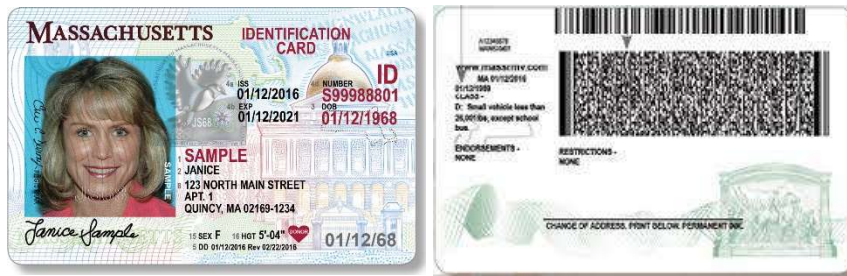 MASSACHUSETTS
IDENTIFICATION
CARD
USA
ID
4a ISS
01/12/2016
4d NUMBER
S99988801
4b EXP
01/12/2021
3 DOB
01/12/1968
JS68
1 SAMPLE
2 JANICE
8 123 NORTH MAIN STREET
APT. 1
QUINCY, MA 02169-1234
SAMPLE
Janice Sample
15 SEX F 16 HGT 5'-04"
DONOR
01/12/68
5 DD 01/12/2016 Rev 02/22/2016
www.massrmv.com
MA 01/12/2016
01/12/1969
CLASS -
D: Small vehicle less than
26,001lbs, except school
bus.
ENDORSEMENTS -
NONE
RESTRICTIONS -
NONE
CHANGE OF ADDRESS. PRINT BELOW. PERMANENT INK.